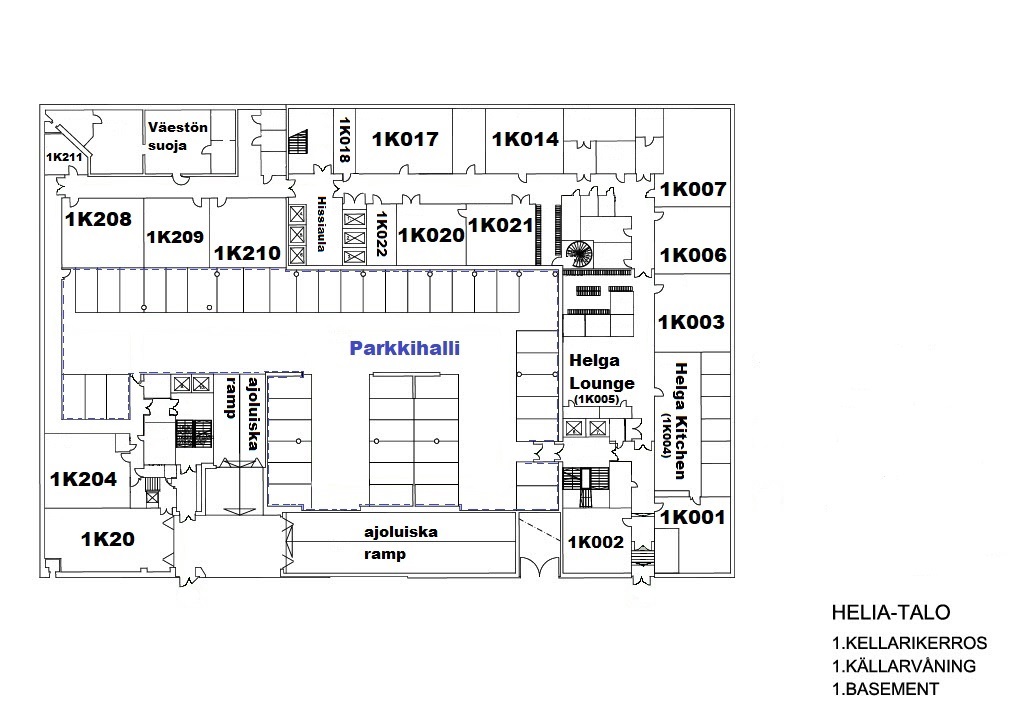 Väestön
suoja
1K211
1K018
1K017
1K014
1K007
1K208
1K209
1K210
Hissiaula
1K022
1K020
1K021
1K006
1K003
Parkkihalli
Helga
Lounge
(1K005)
Helga Kitchen
(1K004)
ajoluiska
ramp
1K204
1K20
ajoluiska
ramp
1K002
1K001
HELIA-TALO
1.KELLARIKERROS
1.KÄLLARVÅNING
1.BASEMENT